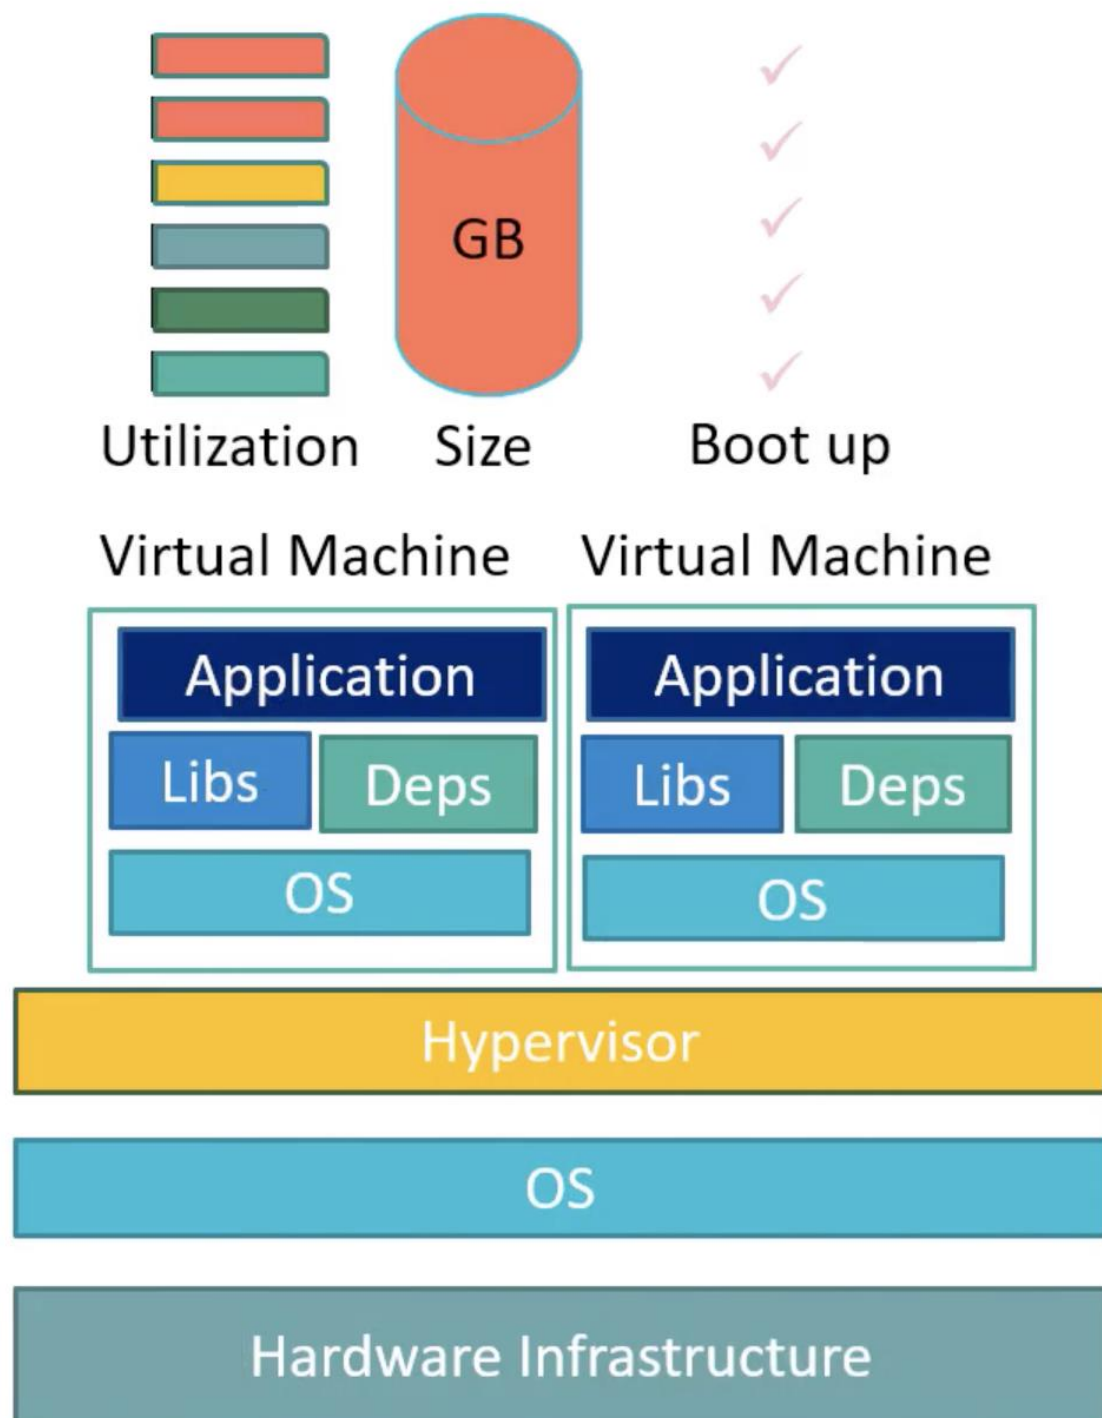 GB
Utilization Size Boot up
Virtual Machine Virtual Machine
Application Application
Libs Deps Libs Deps
OS OS
Hypervisor
OS
Hardware Infrastructure